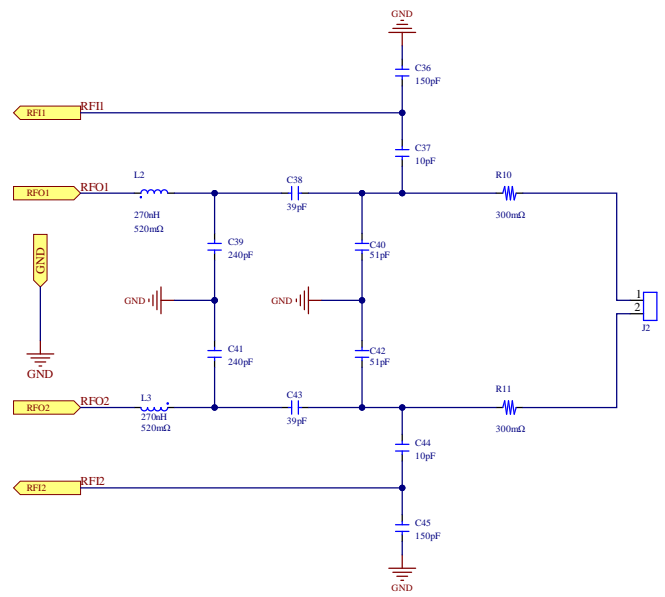 GND
C36
150pF
RFI1
RFI1
C37
10pF
L2
C38
R10
RFO1
RFO1
39pF
270nH
520mΩ
300mΩ
C39
240pF
C40
51pF
GND
GND
GND
1
2
J2
C41
240pF
C42
51pF
GND
L3
C43
R11
RFO2
RFO2
270nH
520mΩ
39pF
300mΩ
C44
10pF
RFI2
RFI2
C45
150pF
GND